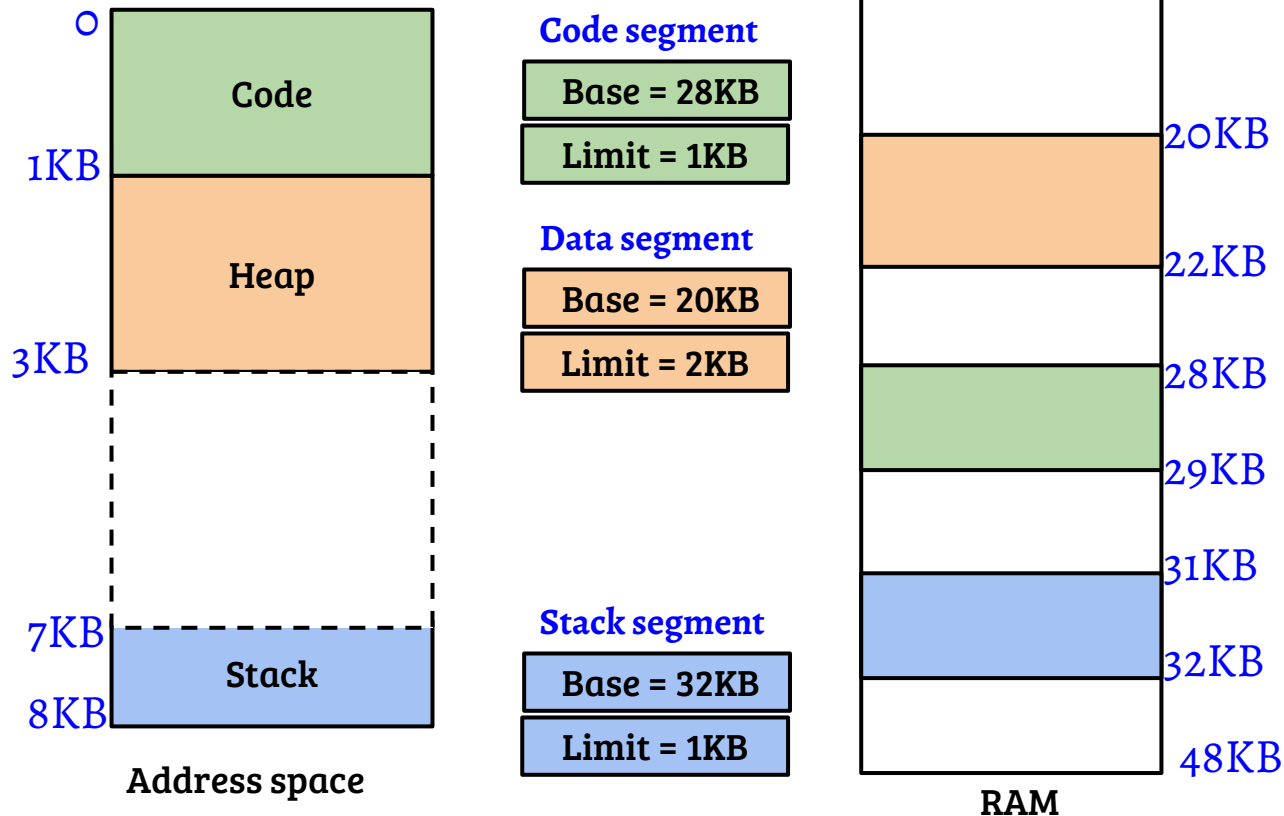 0
Code
1KB
Heap
3KB
7KB
Stack
8KB
Address space
Code segment
Base = 28KB
Limit = 1KB
Data segment
Base = 20KB
Limit = 2KB
Stack segment
Base = 32KB
Limit = 1KB
20KB
22KB
28KB
29KB
31KB
32KB
48KB
RAM